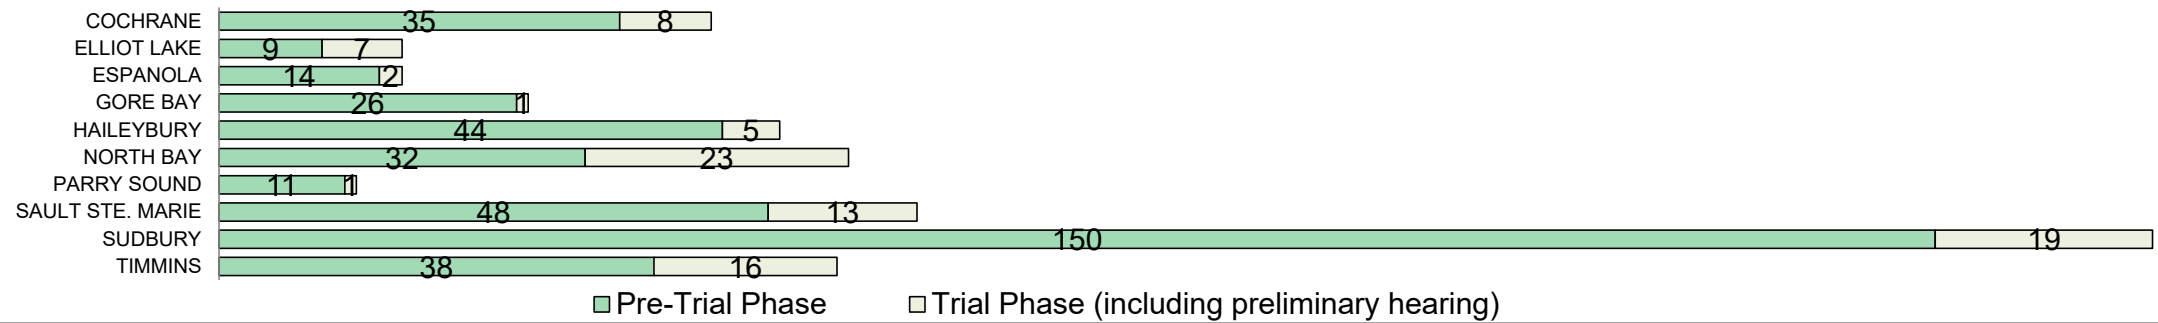 COCHRANE 35 8
ELLIOT LAKE 9 7
ESPANOLA 14 2
GORE BAY 26 1
HAILEYBURY 44 5
NORTH BAY 32 23
PARRY SOUND 11 1
SAULT STE. MARIE 48 13
SUDBURY 150 19
TIMMINS 38 16
Pre-Trial Phase Trial Phase (including preliminary hearing)